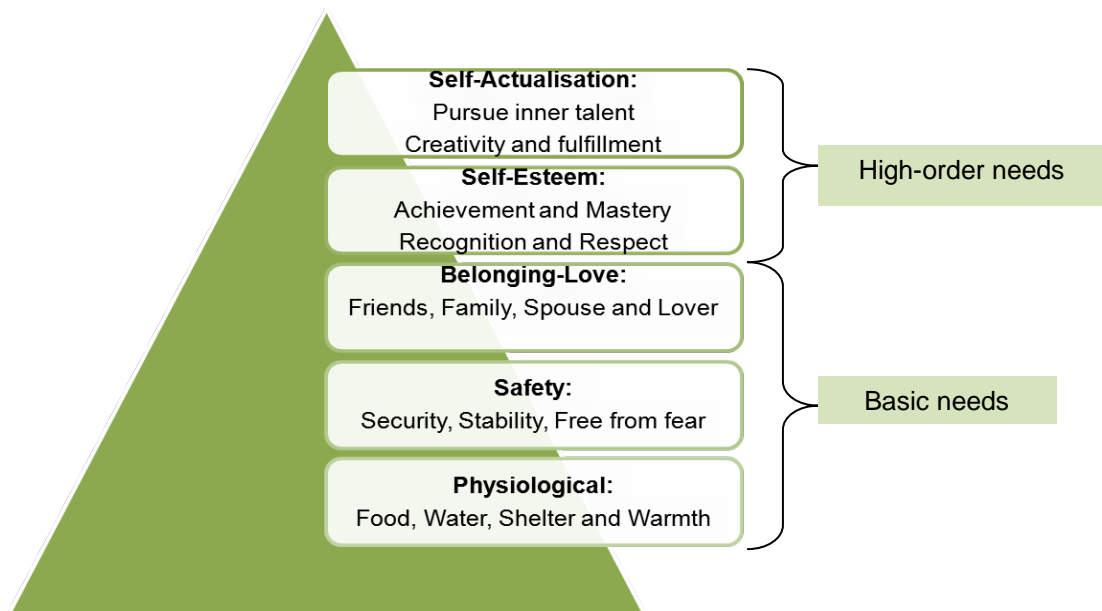 Self-Actualisation:
Pursue inner talent
Creativity and fulfillment
High-order needs
Self-Esteem:
Achievement and Mastery
Recognition and Respect
Belonging-Love:
Friends, Family, Spouse and Lover
Safety:
Security, Stability, Free from fear
Basic needs
Physiological:
Food, Water, Shelter and Warmth